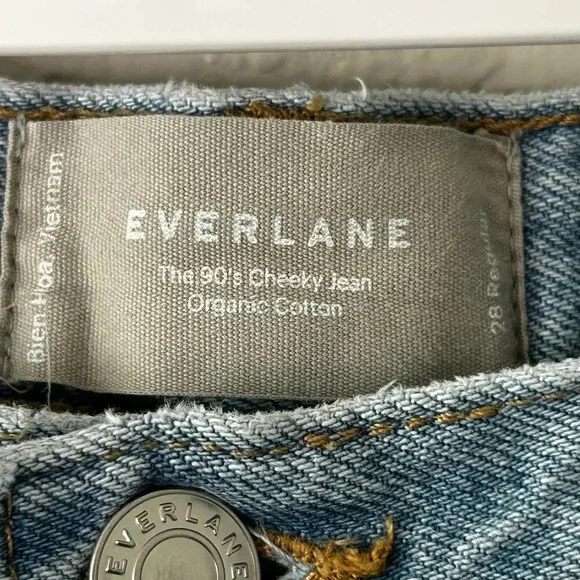 Bien Hoa, Vietnam
EVERLANE
The 90's Cheeky Jean
Organic Cotton
28 Regular
EVERLANE